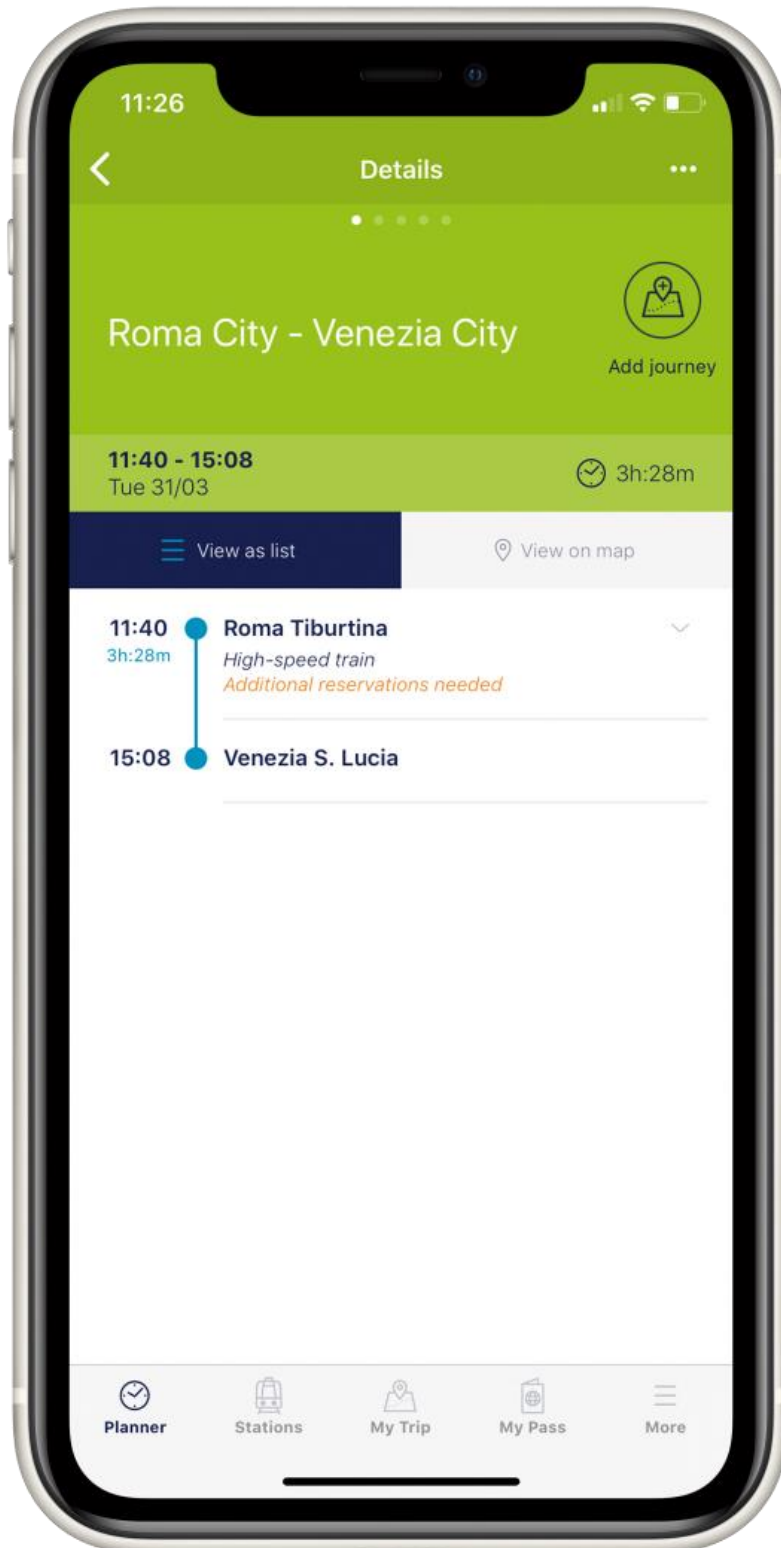 11:26
Details
Roma City - Venezia City
Add journey
11:40 - 15:08
Tue 31/03
3h:28m
View as list
View on map
11:40
Roma Tiburtina
3h:28m
High-speed train
Additional reservations needed
15:08
Venezia S. Lucia
Planner
Stations
My Trip
My Pass
More